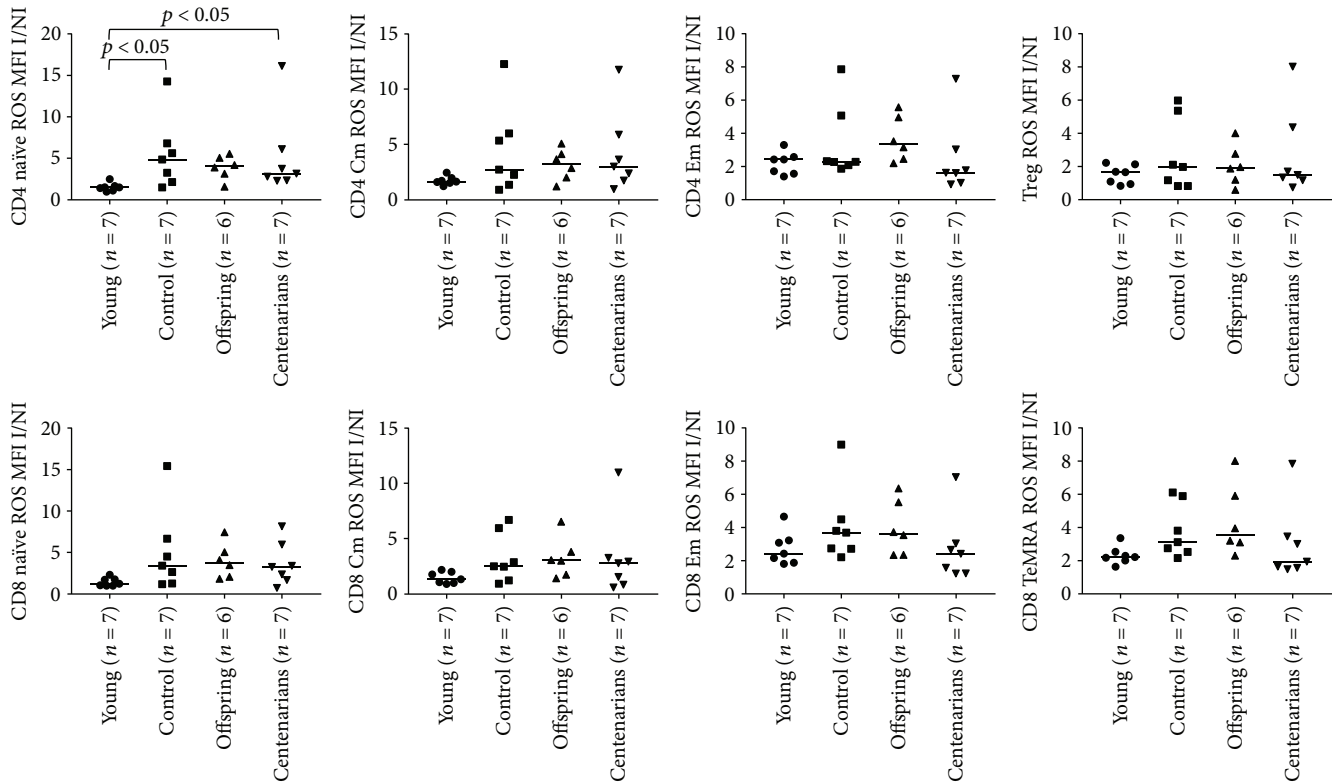 p < 0.05
p < 0.05
CD4 naïve ROS MFI I/NI
20
15
10
5
0
Young (n = 7)
Control (n = 7)
Offspring (n = 6)
Centenarians (n = 7)
CD4 Cm ROS MFI I/NI
15
10
5
0
Young (n = 7)
Control (n = 7)
Offspring (n = 6)
Centenarians (n = 7)
CD4 Em ROS MFI I/NI
10
8
6
4
2
0
Young (n = 7)
Control (n = 7)
Offspring (n = 6)
Centenarians (n = 7)
Treg ROS MFI I/NI
10
8
6
4
2
0
Young (n = 7)
Control (n = 7)
Offspring (n = 6)
Centenarians (n = 7)
CD8 naïve ROS MFI I/NI
20
15
10
5
0
Young (n = 7)
Control (n = 7)
Offspring (n = 6)
Centenarians (n = 7)
CD8 Cm ROS MFI I/NI
15
10
5
0
Young (n = 7)
Control (n = 7)
Offspring (n = 6)
Centenarians (n = 7)
CD8 Em ROS MFI I/NI
10
8
6
4
2
0
Young (n = 7)
Control (n = 7)
Offspring (n = 6)
Centenarians (n = 7)
CD8 TeMRA ROS MFI I/NI
10
8
6
4
2
0
Young (n = 7)
Control (n = 7)
Offspring (n = 6)
Centenarians (n = 7)